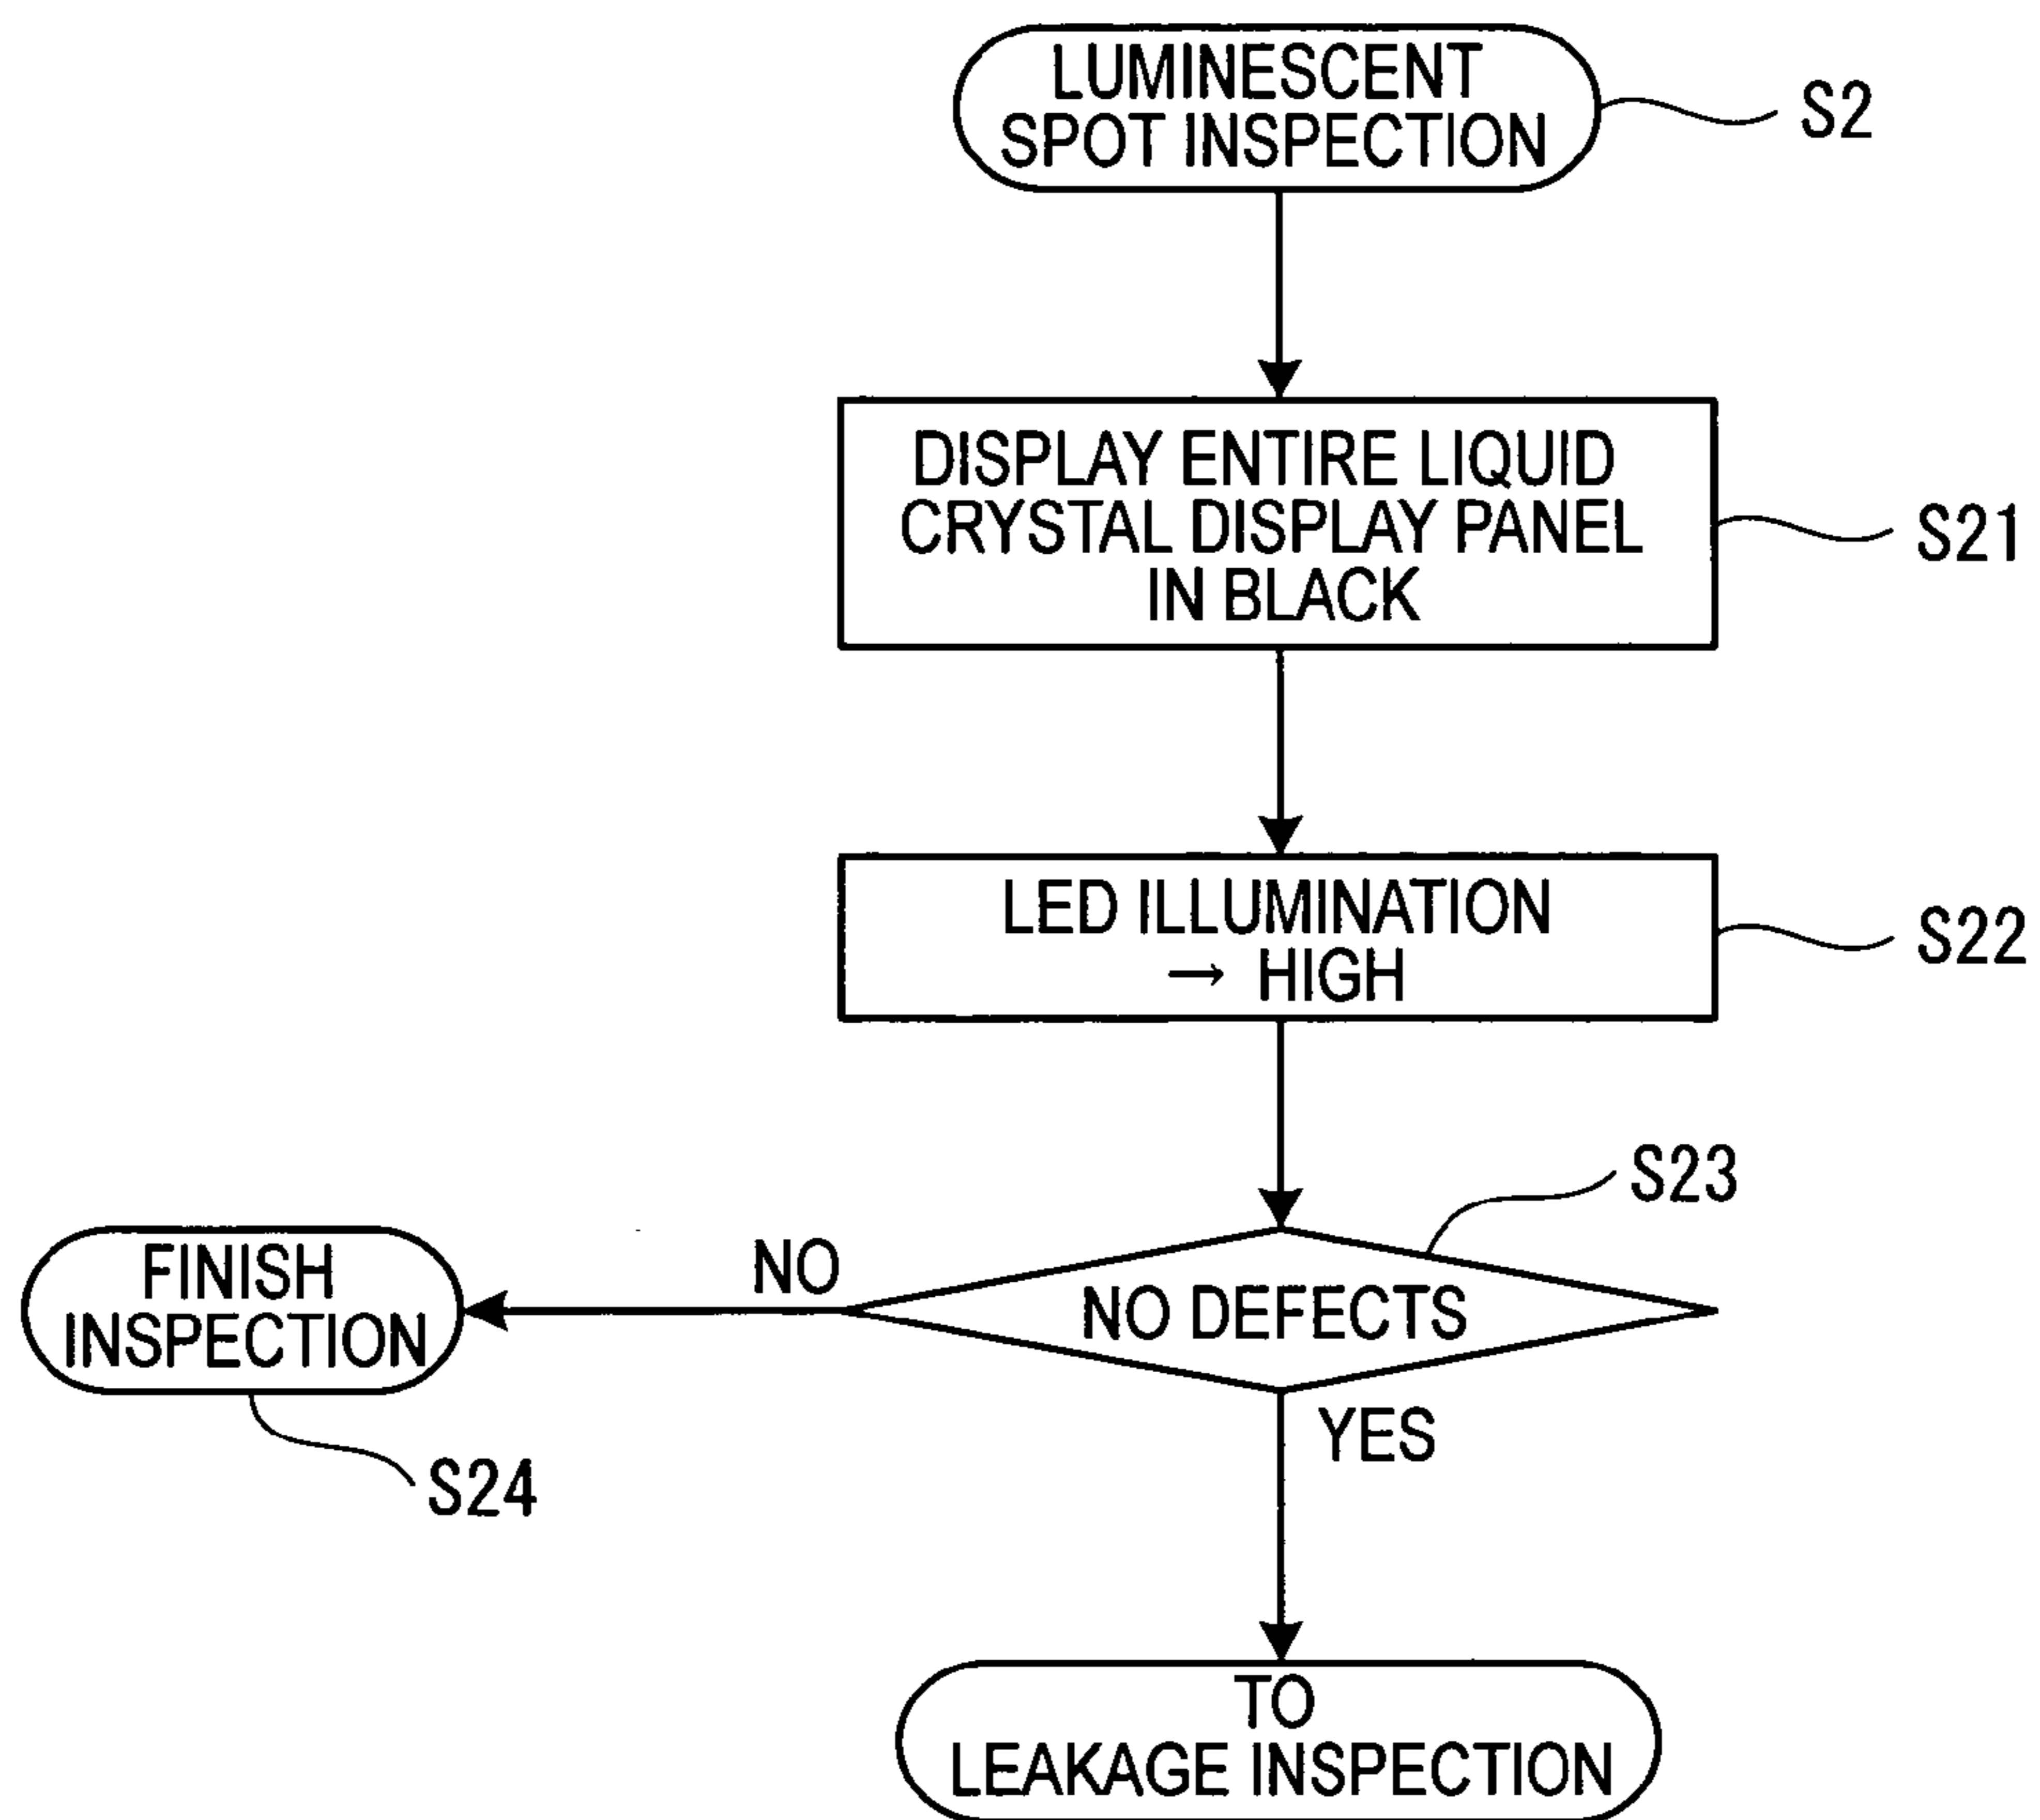 LUMINESCENT
SPOT INSPECTION
S2
DISPLAY ENTIRE LIQUID
CRYSTAL DISPLAY PANEL
IN BLACK
S21
LED ILLUMINATION
→ HIGH
S22
S23
NO DEFECTS
NO
FINISH
INSPECTION
S24
YES
TO
LEAKAGE INSPECTION